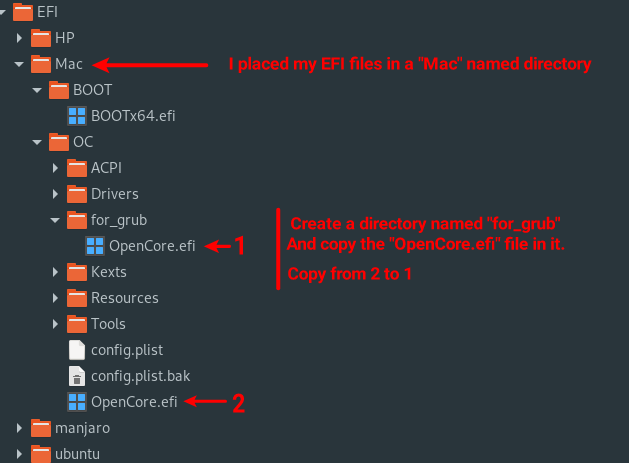 EFI
HP
Mac
I placed my EFI files in a "Mac" named directory
BOOT
BOOTx64.efi
OC
ACPI
Drivers
for_grub
Create a directory named "for_grub"
OpenCore.efi
1
And copy the "OpenCore.efi" file in it.
Kexts
Copy from 2 to 1
Resources
Tools
config.plist
config.plist.bak
OpenCore.efi
2
manjaro
ubuntu